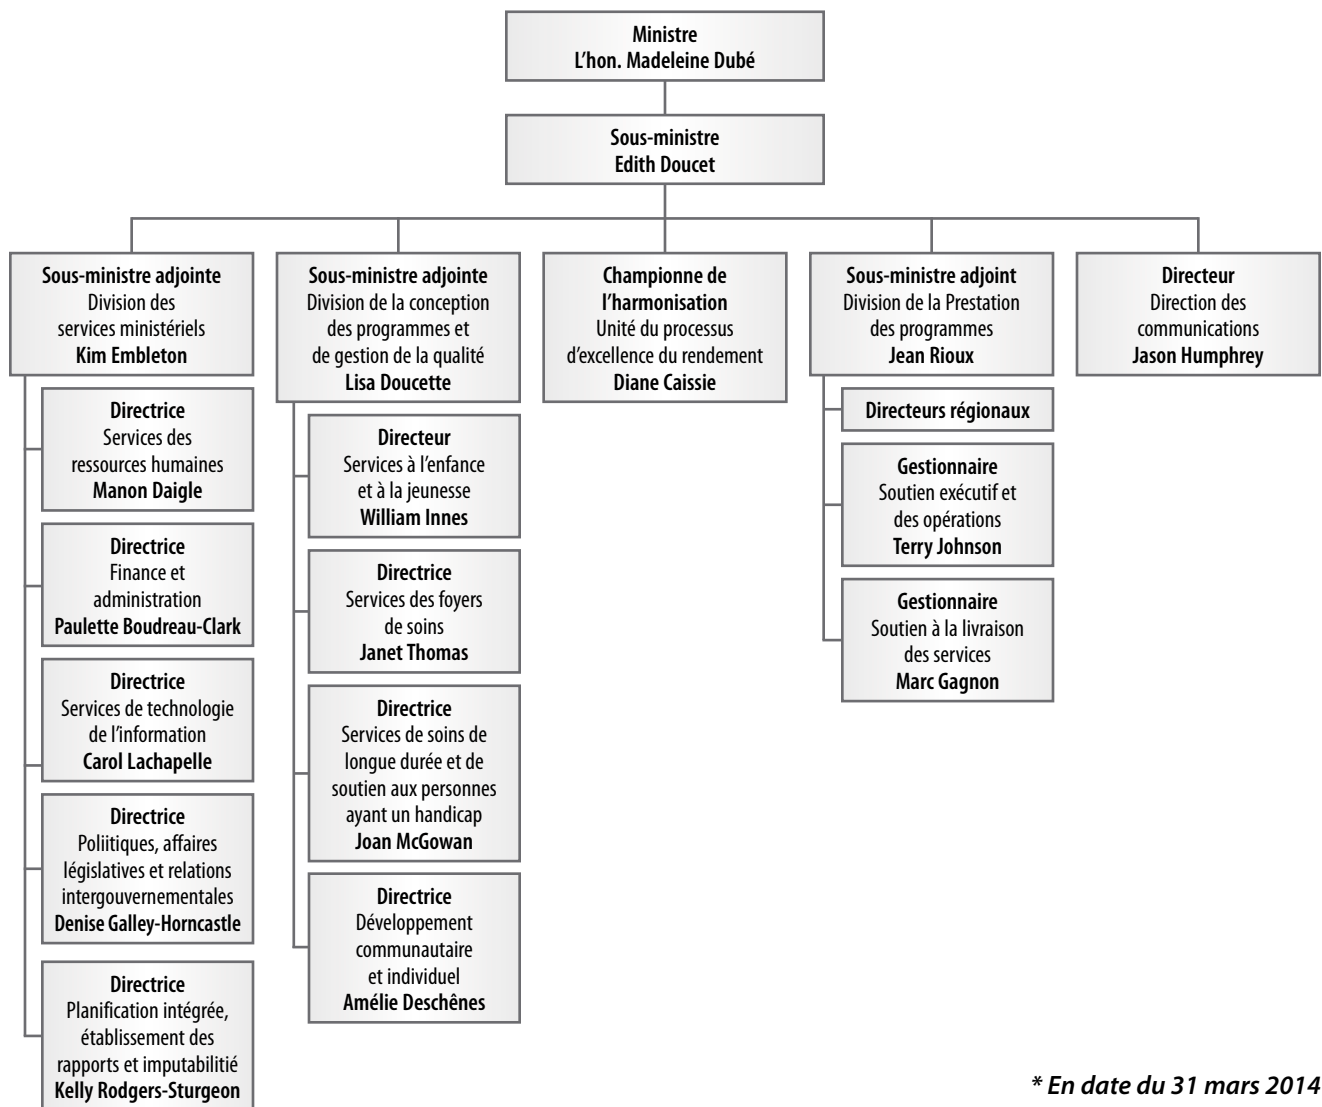 Ministre
L'hon. Madeleine Dubé
Sous-ministre
Edith Doucet
Sous-ministre adjointe
Division des
services ministériels
Kim Embleton
Directrice
Services des
ressources humaines
Manon Daigle
Directrice
Finance et
administration
Paulette Boudreau-Clark
Directrice
Services de technologie
de l'information
Carol Lachapelle
Directrice
Poliitiques, affaires
législatives et relations
intergouvernementales
Denise Galley-Horncastle
Directrice
Planification intégrée,
établissement des
rapports et imputabilitié
Kelly Rodgers-Sturgeon
Sous-ministre adjointe
Division de la conception
des programmes et
de gestion de la qualité
Lisa Doucette
Directeur
Services à l'enfance
et à la jeunesse
William Innes
Directrice
Services des foyers
de soins
Janet Thomas
Directrice
Services de soins de
longue durée et de
soutien aux personnes
ayant un handicap
Joan McGowan
Directrice
Développement
communautaire
et individuel
Amélie Deschênes
Championne de
l'harmonisation
Unité du processus
d'excellence du rendement
Diane Caissie
Sous-ministre adjoint
Division de la Prestation
des programmes
Jean Rioux
Directeurs régionaux
Gestionnaire
Soutien exécutif et
des opérations
Terry Johnson
Gestionnaire
Soutien à la livraison
des services
Marc Gagnon
Directeur
Direction des
communications
Jason Humphrey
* En date du 31 mars 2014